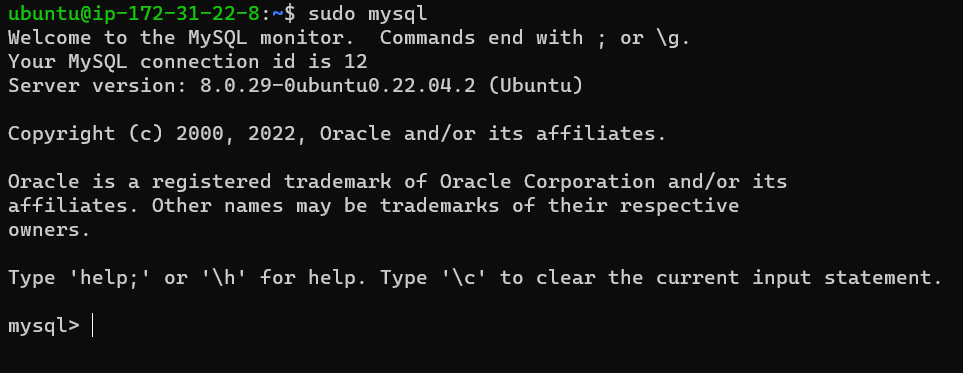 ubuntu@ip-172-31-22-8:~$ sudo mysql
Welcome to the MySQL monitor.  Commands end with ; or \g.
Your MySQL connection id is 12
Server version: 8.0.29-0ubuntu0.22.04.2 (Ubuntu)

Copyright (c) 2000, 2022, Oracle and/or its affiliates.

Oracle is a registered trademark of Oracle Corporation and/or its
affiliates. Other names may be trademarks of their respective
owners.

Type 'help;' or '\h' for help. Type '\c' to clear the current input statement.

mysql>